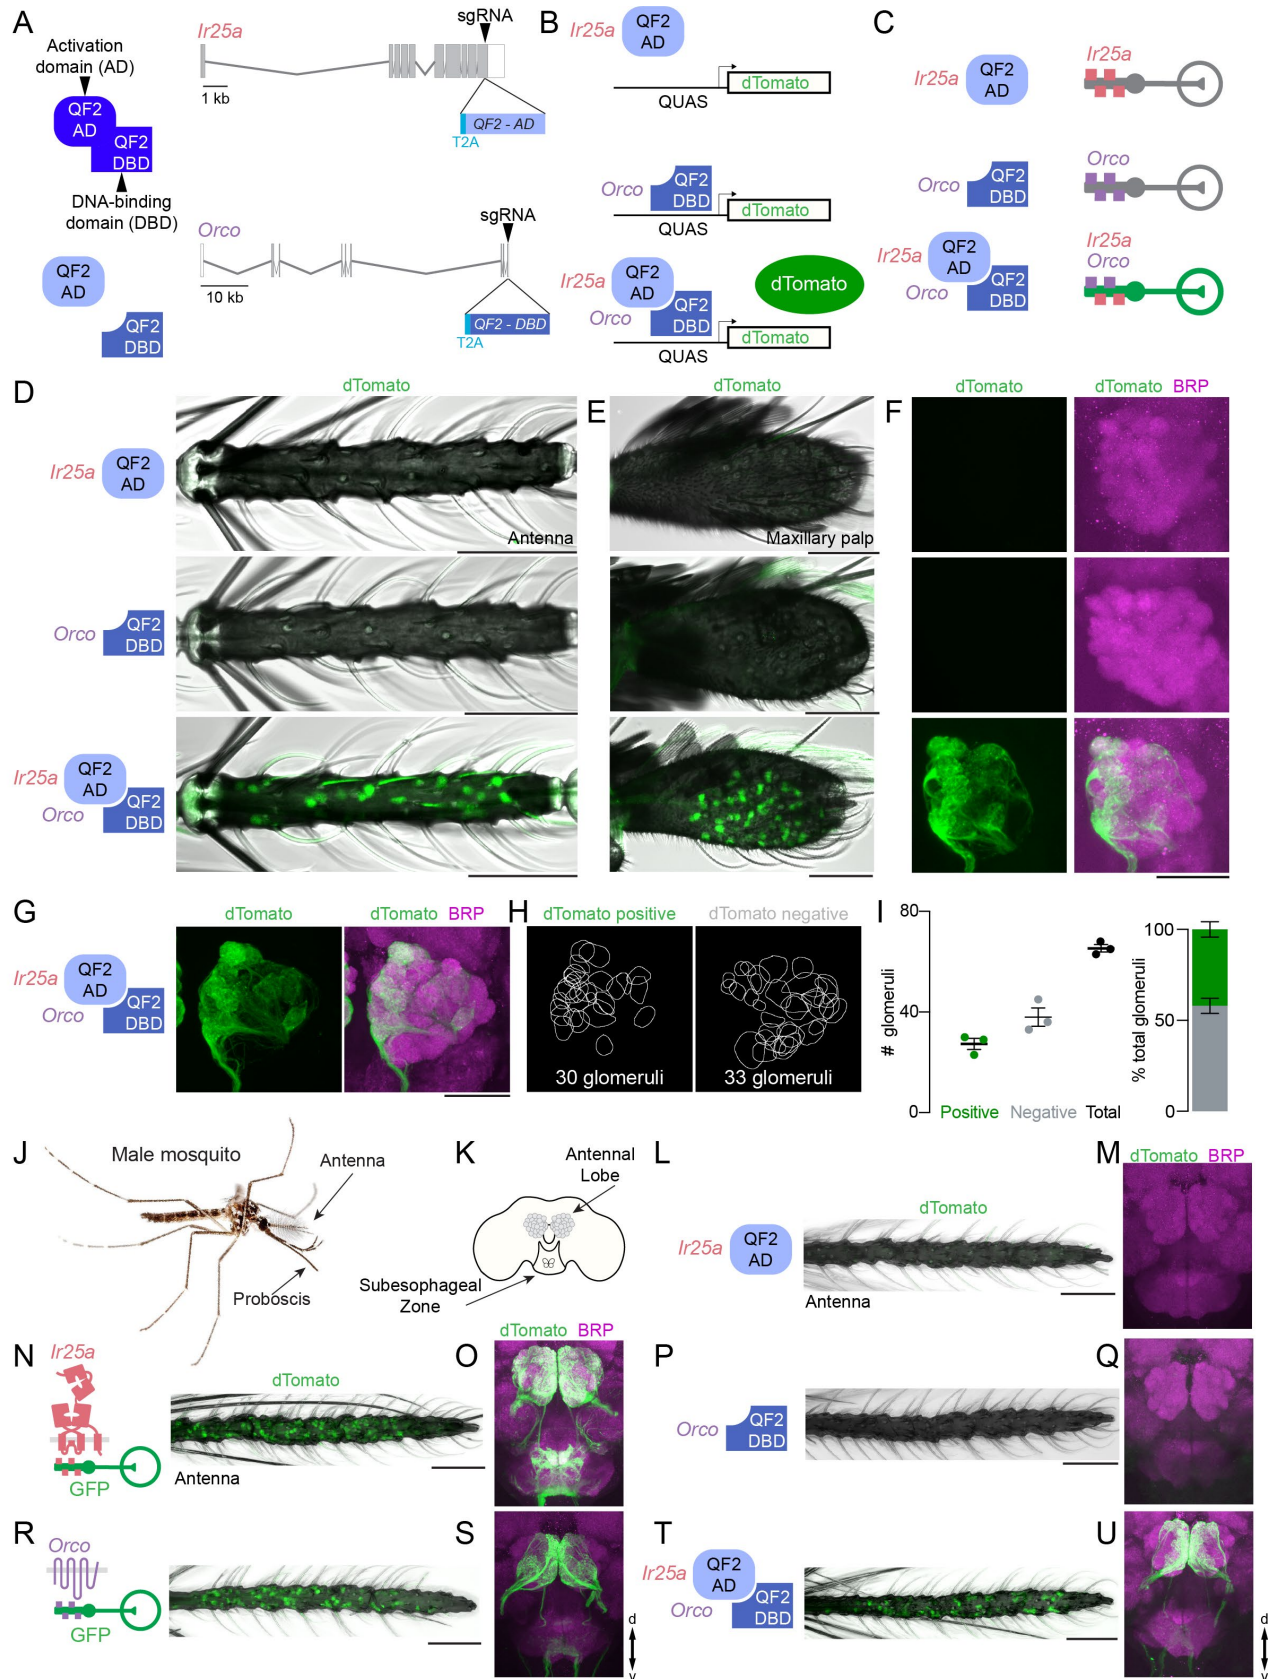 A
Activation
domain (AD)
QF2
AD
QF2
DBD
DNA-binding
domain (DBD)
QF2
AD
QF2
DBD
Ir25a
sgRNA
1 kb
QF2 - AD
T2A
Orco
sgRNA
10 kb
QF2 - DBD
T2A
B
Ir25a
QF2
AD
dTomato
QUAS
Orco
QF2
DBD
dTomato
QUAS
Ir25a
QF2
AD
Orco
QF2
DBD
dTomato
dTomato
QUAS
C
Ir25a
QF2
AD
Ir25a
Orco
QF2
DBD
Orco
Ir25a
QF2
AD
Orco
QF2
DBD
Ir25a
Orco
D
dTomato
Ir25a
QF2
AD
Antenna
Orco
QF2
DBD
Ir25a
QF2
AD
Orco
QF2
DBD
E
dTomato
Maxillary palp
F
dTomato
dTomato BRP
G
dTomato
dTomato BRP
Ir25a
QF2
AD
Orco
QF2
DBD
H
dTomato positive
dTomato negative
30 glomeruli
33 glomeruli
I
# glomeruli
80
40
0
Positive
Negative
Total
% total glomeruli
100
50
0
J
Male mosquito
Antenna
Proboscis
K
Antennal
Lobe
Subesophageal
Zone
L
dTomato
Ir25a
QF2
AD
Antenna
M
dTomato BRP
N
Ir25a
GFP
dTomato
Antenna
O
dTomato BRP
P
Orco
QF2
DBD
Q
R
Orco
GFP
S
d
v
T
Ir25a
QF2
AD
Orco
QF2
DBD
U
d
v